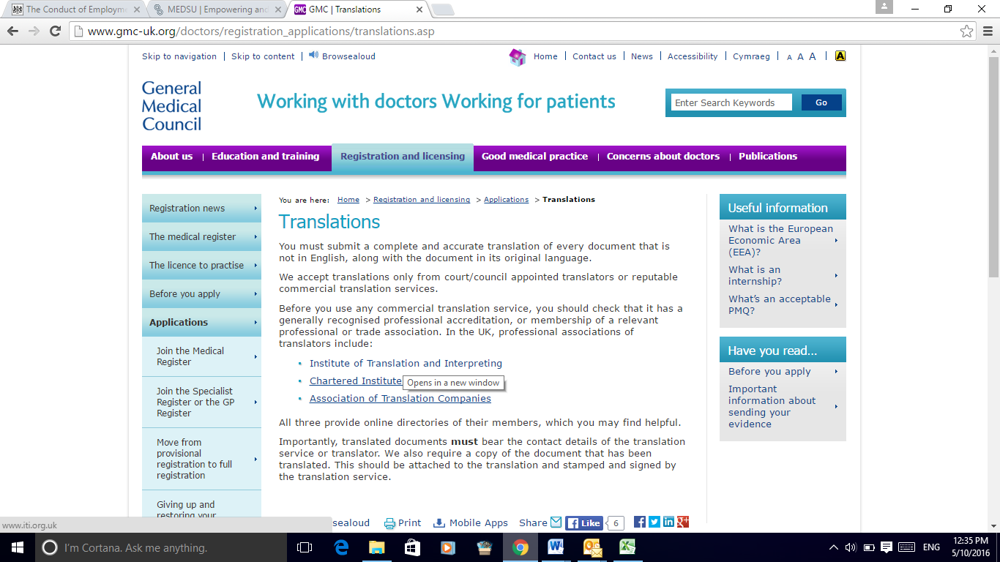 The Conduct of Employme
MEDSU | Empowering and
GMC | Translations
www.gmc-uk.org/doctors/registration_applications/translations.asp
Skip to navigation | Skip to content | Browsealoud
Home | Contact us | News | Accessibility | Cymraeg | A A A | A
General
Medical
Council
Working with doctors Working for patients
Enter Search Keywords
Go
About us | Education and training
Registration and licensing
Good medical practice | Concerns about doctors | Publications
Registration news
The medical register
The licence to practise
Before you apply
Applications
Join the Medical
Register
Join the Specialist
Register or the GP
Register
Move from
provisional
registration to full
registration
Giving up and
restoring your
You are here: Home > Registration and licensing > Applications > Translations
Translations
You must submit a complete and accurate translation of every document that is
not in English, along with the document in its original language.
We accept translations only from court/council appointed translators or reputable
commercial translation services.
Before you use any commercial translation service, you should check that it has a
generally recognised professional accreditation, or membership of a relevant
professional or trade association. In the UK, professional associations of
translators include:
• Institute of Translation and Interpreting
• Chartered Institute
Opens in a new window
• Association of Translation Companies
All three provide online directories of their members, which you may find helpful.
Importantly, translated documents must bear the contact details of the translation
service or translator. We also require a copy of the document that has been
translated. This should be attached to the translation and stamped and signed by
the translation service.
Useful information
What is the European
Economic Area
(EEA)?
What is an
internship?
What's an acceptable
PMQ?
Have you read...
Before you apply
Important
information about
sending your
evidence
www.iti.org.uk
sealoud Print Mobile Apps Share Like 6
I'm Cortana. Ask me anything.
ENG
12:35 PM
5/10/2016